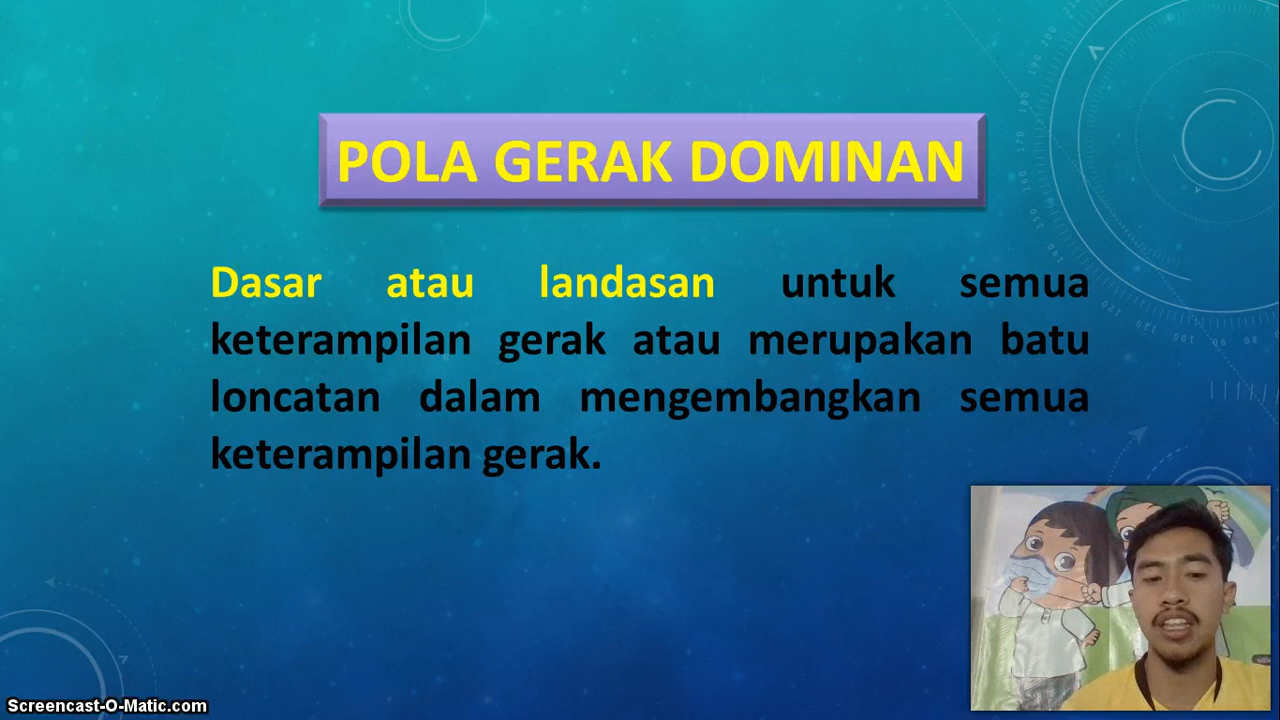 POLA GERAK DOMINAN
Dasar atau landasan untuk semua
keterampilan gerak atau merupakan batu
loncatan dalam mengembangkan semua
keterampilan gerak.
Screencast-O-Matic.com